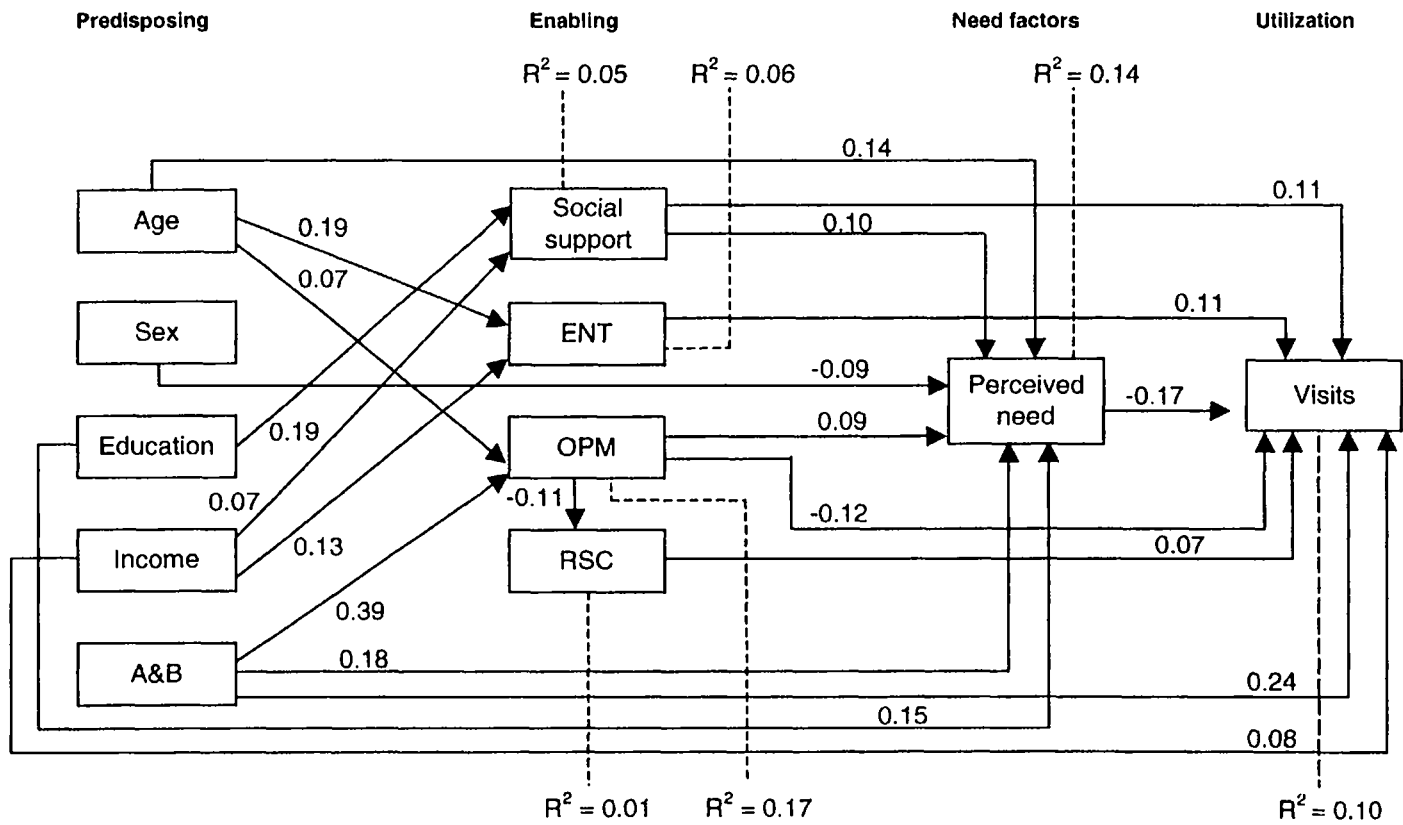 Predisposing
Enabling
Need factors
Utilization
R² = 0.05
R² = 0.06
R² = 0.14
0.14
Age
Social
support
0.11
0.19
0.10
0.07
Sex
ENT
0.11
-0.09
Perceived
need
-0.17
Visits
Education
0.19
OPM
0.09
0.07
-0.11
-0.12
Income
0.13
RSC
0.07
0.39
A&B
0.18
0.24
0.15
0.08
R² = 0.01
R² = 0.17
R² = 0.10